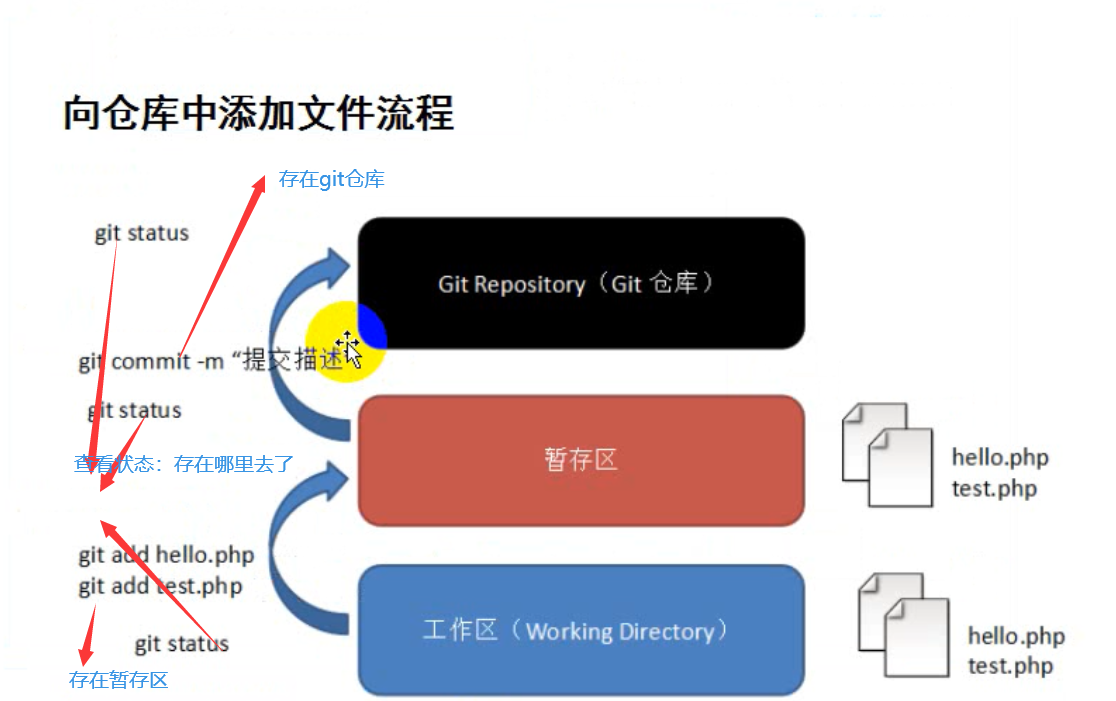 向仓库中添加文件流程
存在git仓库
git status
Git Repository（Git 仓库）
git commit -m “提交描述”
git status
暂存区
hello.php
test.php
查看状态：存在哪里去了
git add hello.php
git add test.php
工作区（Working Directory）
git status
hello.php
test.php
存在暂存区